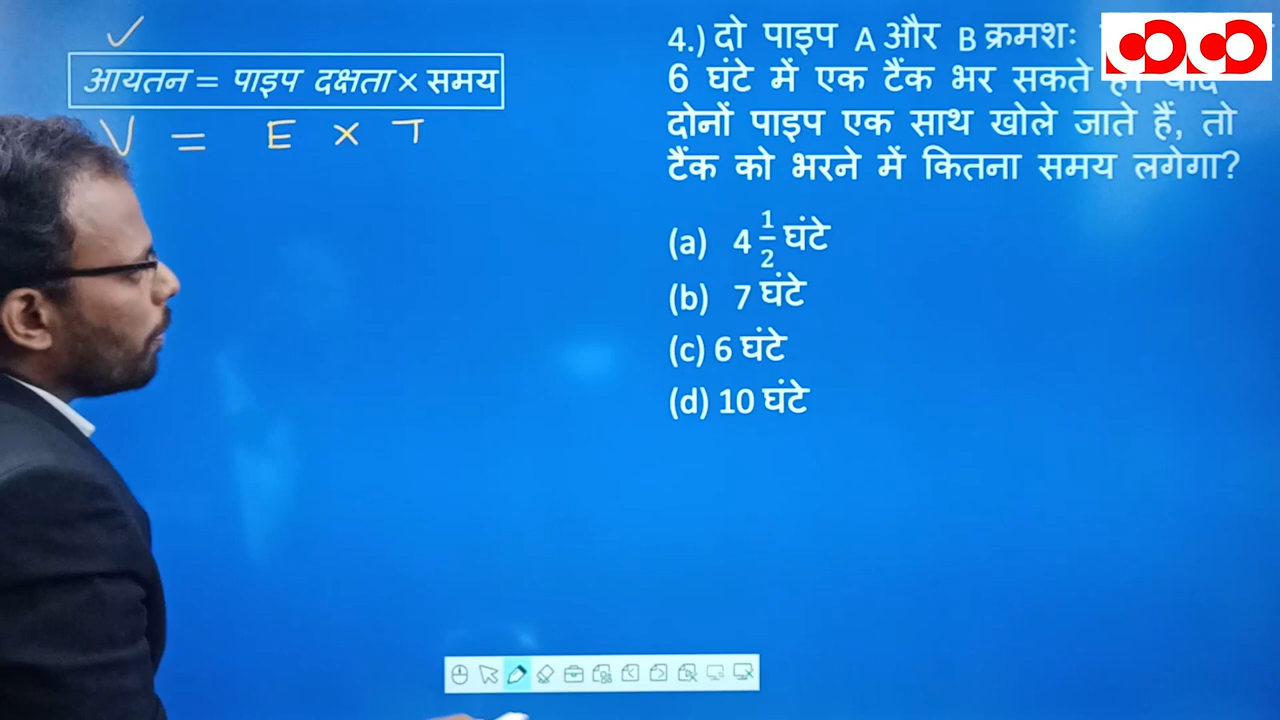 आयतन = पाइप दक्षता × समय
V = E × T
4.) दो पाइप A और B क्रमशः
6 घंटे में एक टैंक भर सकते
दोनों पाइप एक साथ खोले जाते हैं, तो
टैंक को भरने में कितना समय लगेगा?
(a) 4 1/2 घंटे
(b) 7 घंटे
(c) 6 घंटे
(d) 10 घंटे